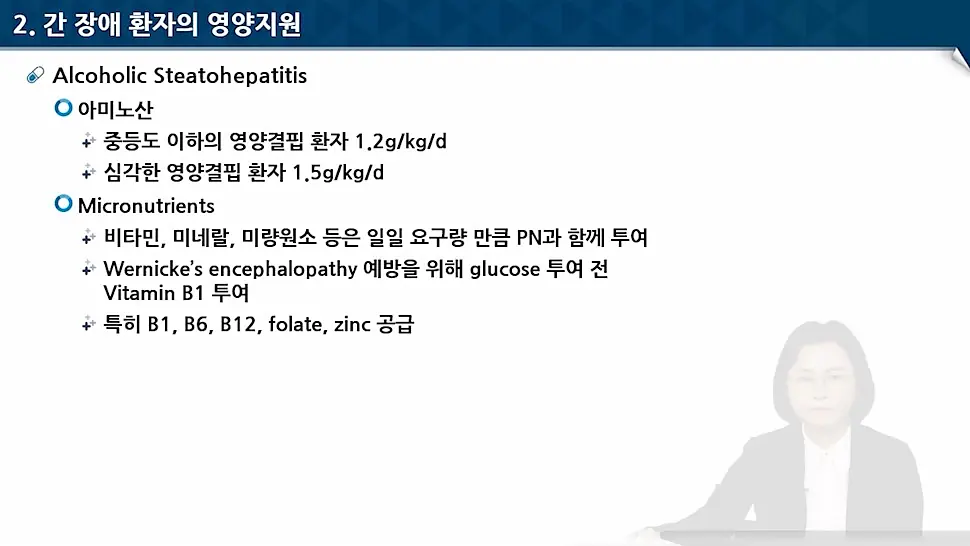 2. 간 장애 환자의 영양지원
Alcoholic Steatohepatitis
아미노산
중등도 이하의 영양결핍 환자 1.2g/kg/d
심각한 영양결핍 환자 1.5g/kg/d
Micronutrients
비타민, 미네랄, 미량원소 등은 일일 요구량 만큼 PN과 함께 투여
Wernicke’s encephalopathy 예방을 위해 glucose 투여 전
Vitamin B1 투여
특히 B1, B6, B12, folate, zinc 공급